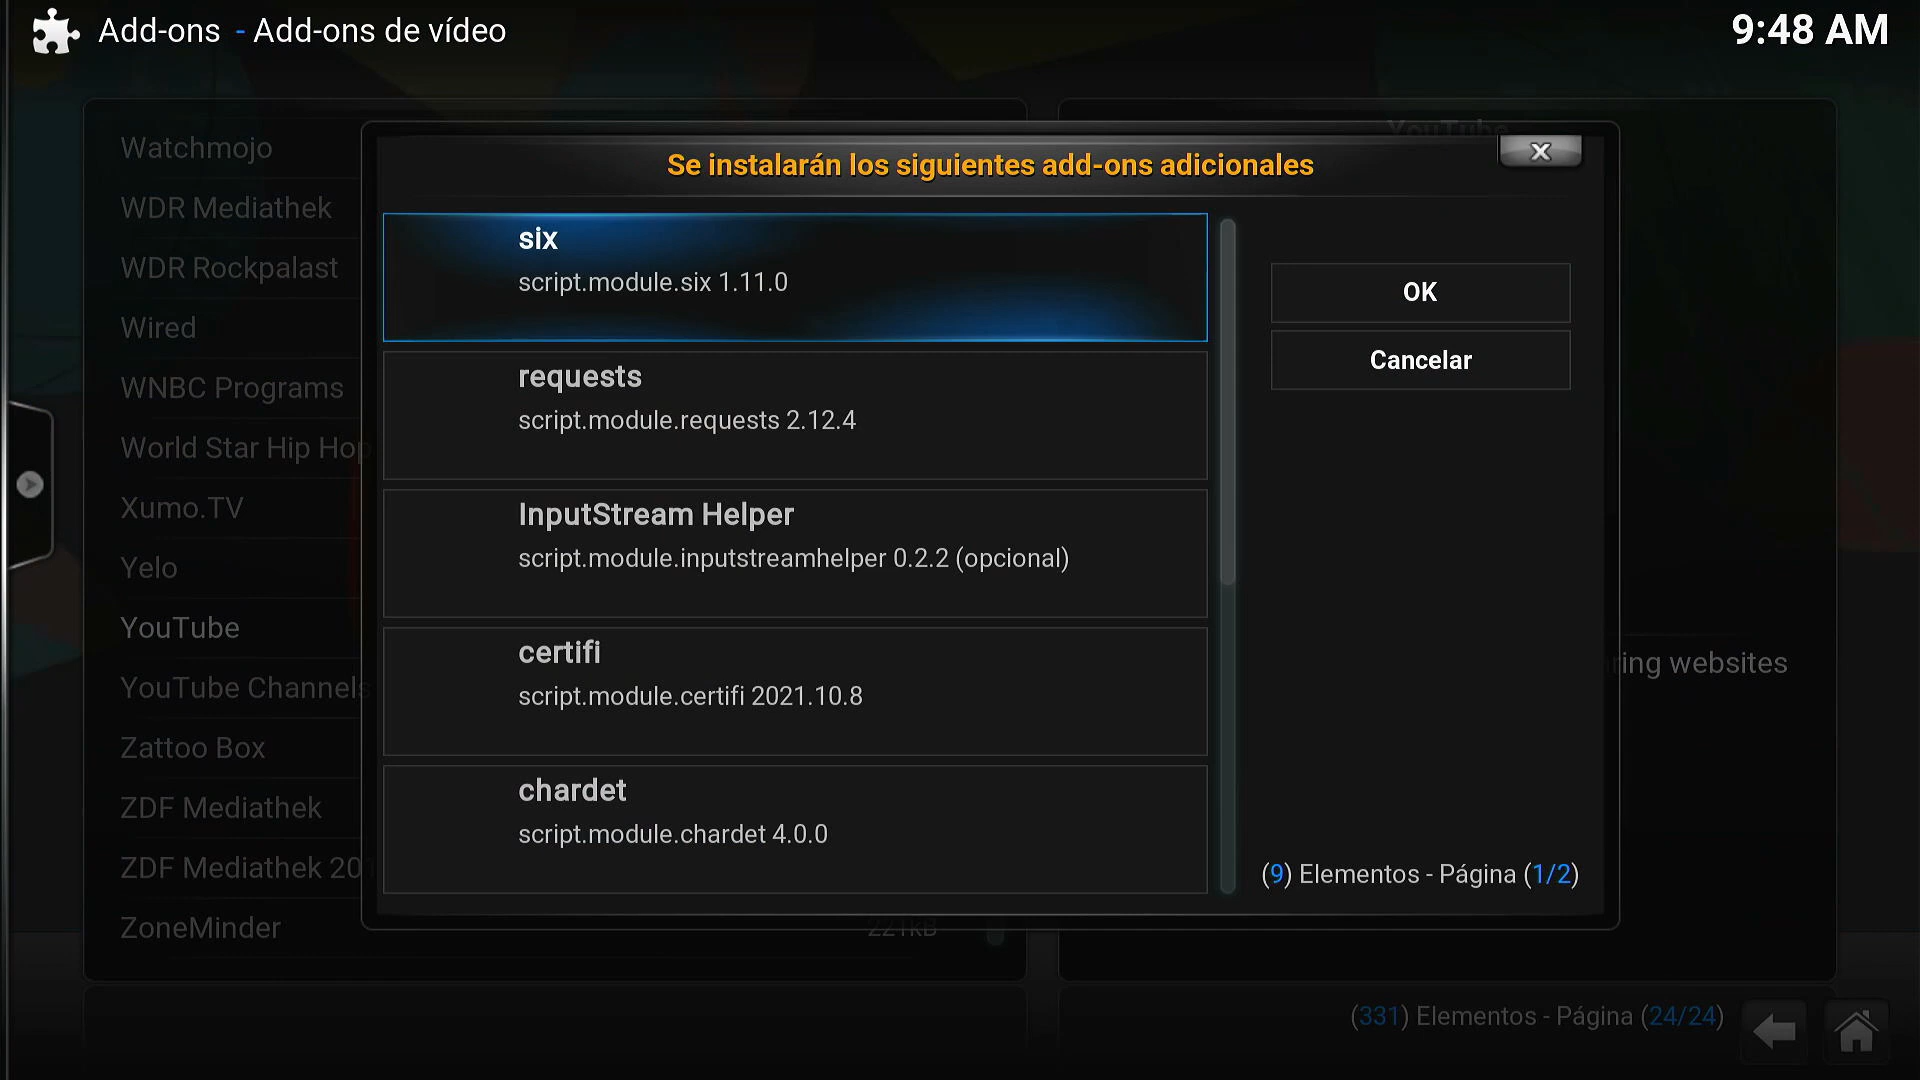 Add-ons - Add-ons de vídeo
9:48 AM
Watchmojo
WDR Mediathek
WDR Rockpalast
Wired
WNBC Programs
World Star Hip Hop
Xumo.TV
Yelo
YouTube
YouTube Channels
Zattoo Box
ZDF Mediathek
ZDF Mediathek 20
ZoneMinder
221kB
YouTube
Se instalarán los siguientes add-ons adicionales
six
script.module.six 1.11.0
requests
script.module.requests 2.12.4
InputStream Helper
script.module.inputstreamhelper 0.2.2 (opcional)
certifi
script.module.certifi 2021.10.8
chardet
script.module.chardet 4.0.0
OK
Cancelar
(9) Elementos - Página (1/2)
ring websites
(331) Elementos - Página (24/24)